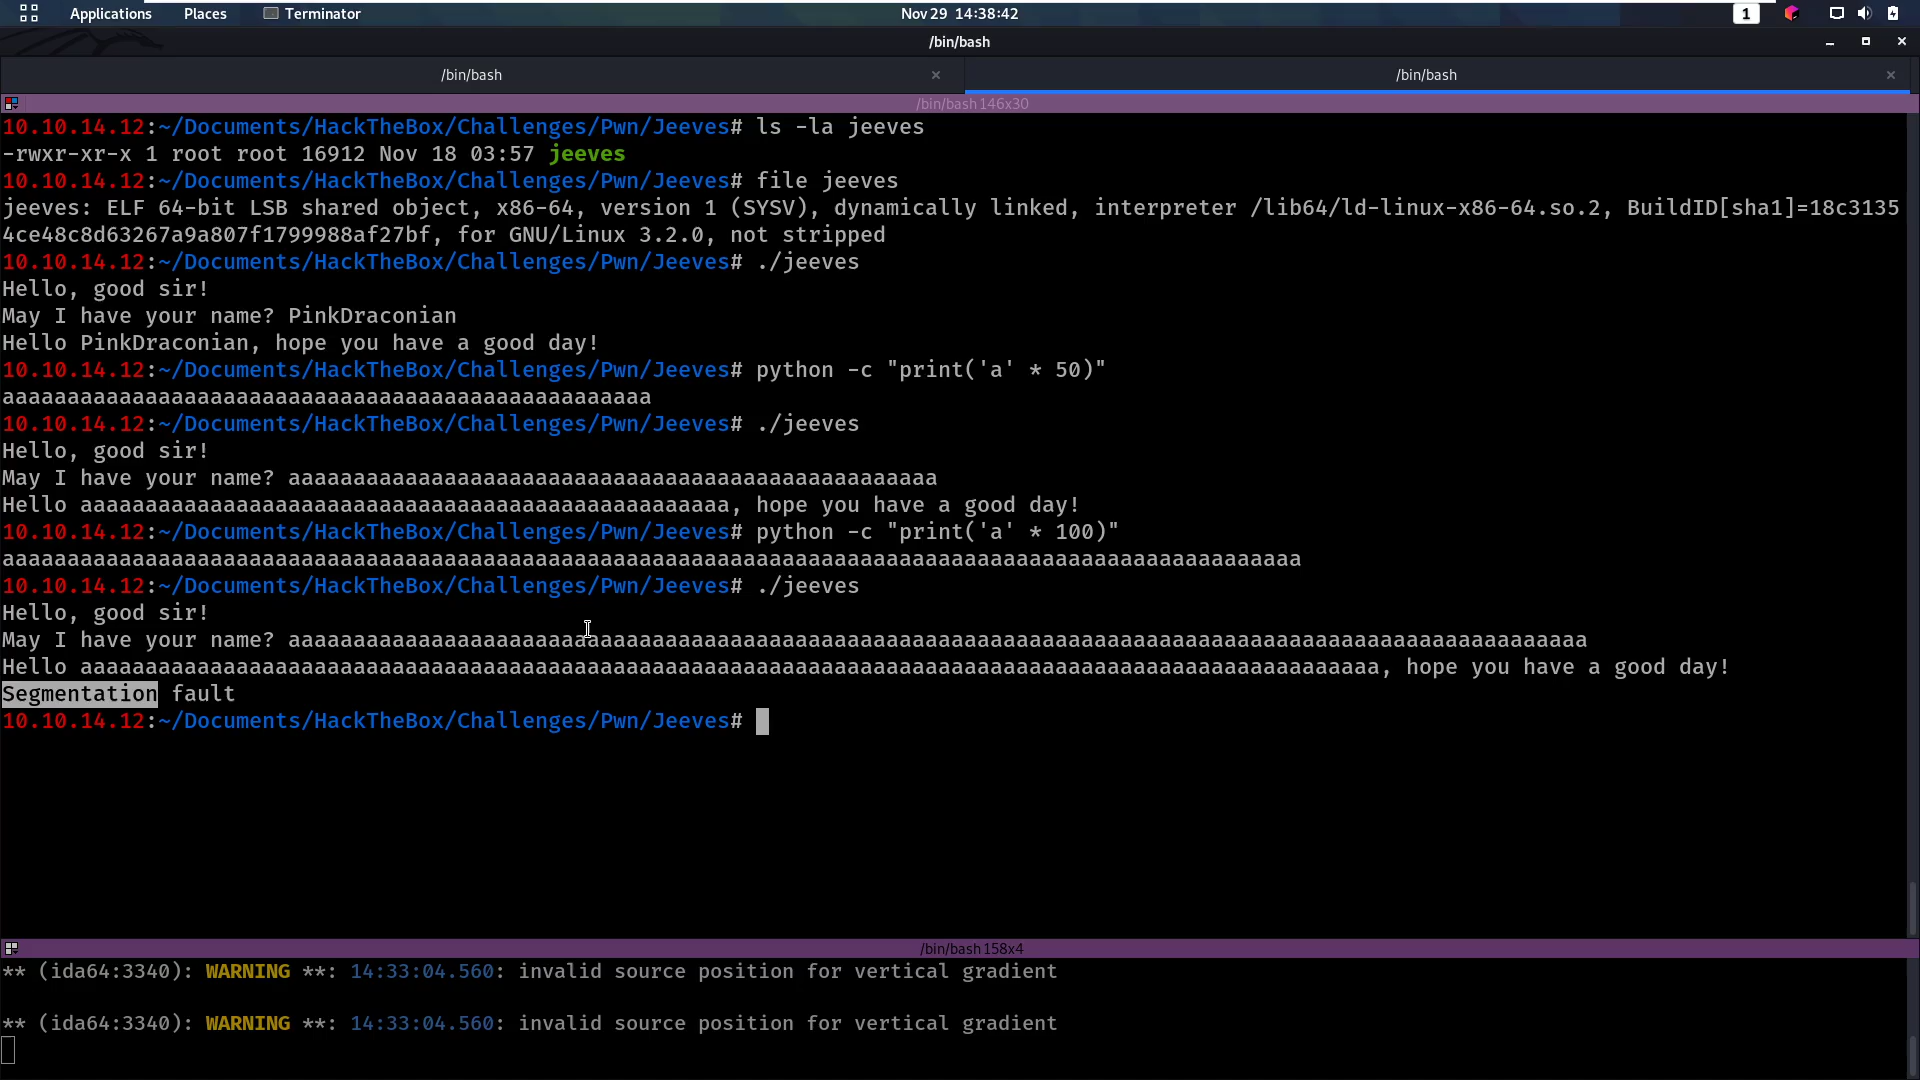 Applications Places Terminator Nov 29 14:38:42 1
/bin/bash
/bin/bash × /bin/bash ×
/bin/bash 146x30
10.10.14.12:~/Documents/HackTheBox/Challenges/Pwn/Jeeves# ls -la jeeves
-rwxr-xr-x 1 root root 16912 Nov 18 03:57 jeeves
10.10.14.12:~/Documents/HackTheBox/Challenges/Pwn/Jeeves# file jeeves
jeeves: ELF 64-bit LSB shared object, x86-64, version 1 (SYSV), dynamically linked, interpreter /lib64/ld-linux-x86-64.so.2, BuildID[sha1]=18c3135
4ce48c8d63267a9a807f1799988af27bf, for GNU/Linux 3.2.0, not stripped
10.10.14.12:~/Documents/HackTheBox/Challenges/Pwn/Jeeves# ./jeeves
Hello, good sir!
May I have your name? PinkDraconian
Hello PinkDraconian, hope you have a good day!
10.10.14.12:~/Documents/HackTheBox/Challenges/Pwn/Jeeves# python -c "print('a' * 50)"
aaaaaaaaaaaaaaaaaaaaaaaaaaaaaaaaaaaaaaaaaaaaaaaaaa
10.10.14.12:~/Documents/HackTheBox/Challenges/Pwn/Jeeves# ./jeeves
Hello, good sir!
May I have your name? aaaaaaaaaaaaaaaaaaaaaaaaaaaaaaaaaaaaaaaaaaaaaaaaaa
Hello aaaaaaaaaaaaaaaaaaaaaaaaaaaaaaaaaaaaaaaaaaaaaaaaaa, hope you have a good day!
10.10.14.12:~/Documents/HackTheBox/Challenges/Pwn/Jeeves# python -c "print('a' * 100)"
aaaaaaaaaaaaaaaaaaaaaaaaaaaaaaaaaaaaaaaaaaaaaaaaaaaaaaaaaaaaaaaaaaaaaaaaaaaaaaaaaaaaaaaaaaaaaaaaaaaa
10.10.14.12:~/Documents/HackTheBox/Challenges/Pwn/Jeeves# ./jeeves
Hello, good sir!
May I have your name? aaaaaaaaaaaaaaaaaaaaaaaaaaaaaaaaaaaaaaaaaaaaaaaaaaaaaaaaaaaaaaaaaaaaaaaaaaaaaaaaaaaaaaaaaaaaaaaaaaaa
Hello aaaaaaaaaaaaaaaaaaaaaaaaaaaaaaaaaaaaaaaaaaaaaaaaaaaaaaaaaaaaaaaaaaaaaaaaaaaaaaaaaaaaaaaaaaaaaaaaaaaa, hope you have a good day!
Segmentation fault
10.10.14.12:~/Documents/HackTheBox/Challenges/Pwn/Jeeves#
/bin/bash 158x4
** (ida64:3340): WARNING **: 14:33:04.560: invalid source position for vertical gradient
** (ida64:3340): WARNING **: 14:33:04.560: invalid source position for vertical gradient